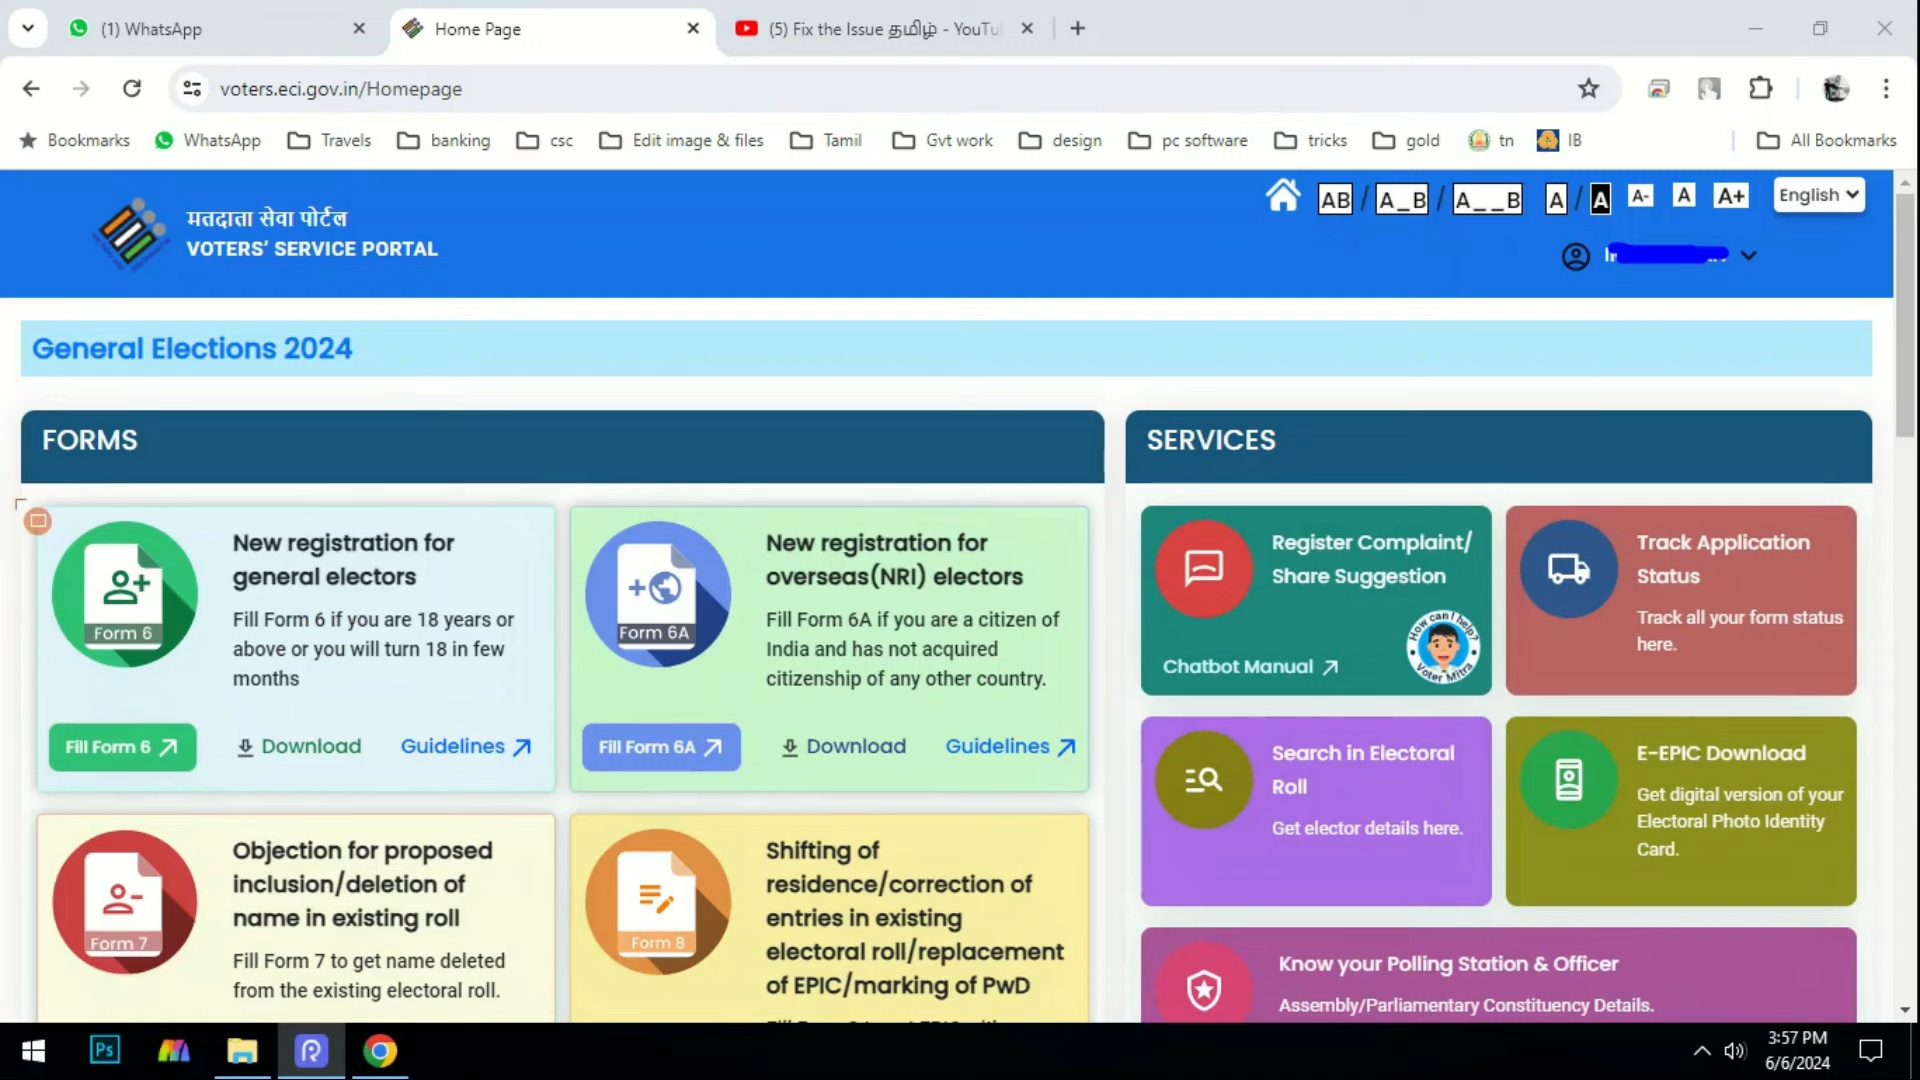 (1) WhatsApp
Home Page
(5) Fix the Issue தமிழ் - YouTu
voters.eci.gov.in/Homepage
Bookmarks WhatsApp Travels banking csc Edit image & files Tamil Gvt work design pc software tricks gold tn IB All Bookmarks
मतदाता सेवा पोर्टल
VOTERS' SERVICE PORTAL
AB / A_B / A__B A / A A- A A+ English
General Elections 2024
FORMS
New registration for
general electors
Fill Form 6 if you are 18 years or
above or you will turn 18 in few
months
Form 6
Fill Form 6 Download Guidelines
New registration for
overseas(NRI) electors
Fill Form 6A if you are a citizen of
India and has not acquired
citizenship of any other country.
Form 6A
Fill Form 6A Download Guidelines
Objection for proposed
inclusion/deletion of
name in existing roll
Fill Form 7 to get name deleted
from the existing electoral roll.
Form 7
Shifting of
residence/correction of
entries in existing
electoral roll/replacement
of EPIC/marking of PwD
Form 8
SERVICES
Register Complaint/
Share Suggestion
Chatbot Manual
How can I help?
Voter Mitra
Track Application
Status
Track all your form status
here.
Search in Electoral
Roll
Get elector details here.
E-EPIC Download
Get digital version of your
Electoral Photo Identity
Card.
Know your Polling Station & Officer
Assembly/Parliamentary Constituency Details.
Ps
3:57 PM
6/6/2024